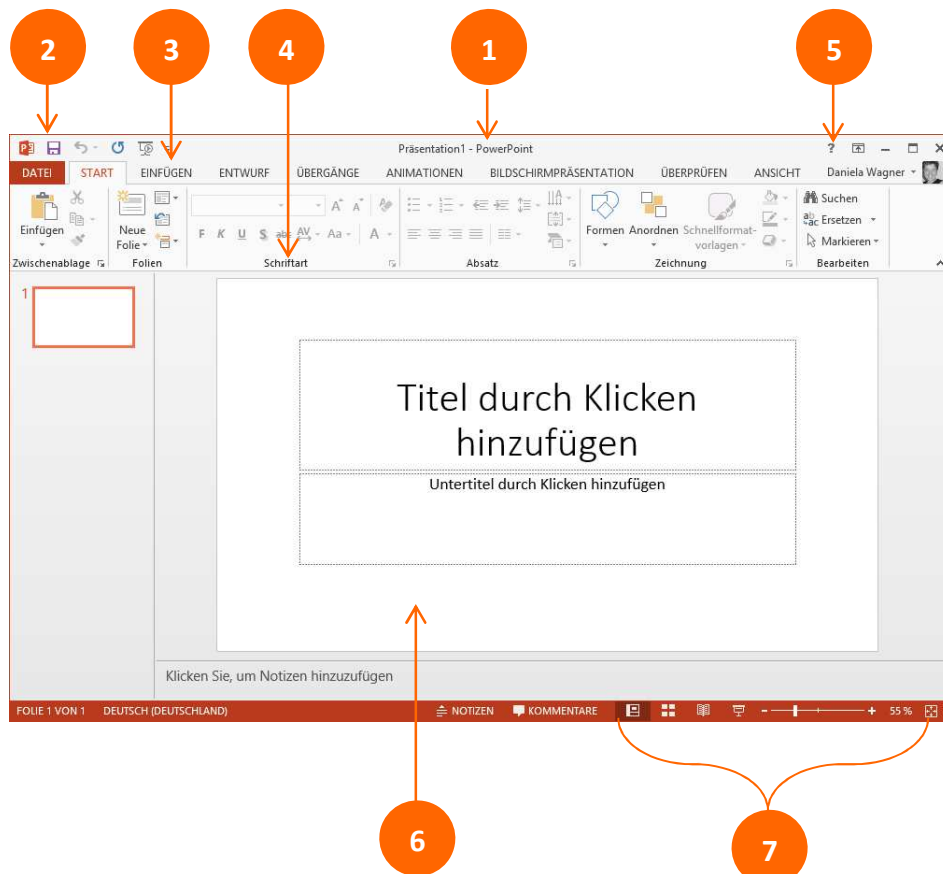 2 3 4 1 5
Präsentation1 - PowerPoint ?
DATEI START EINFÜGEN ENTWURF ÜBERGÄNGE ANIMATIONEN BILDSCHIRMPRÄSENTATION ÜBERPRÜFEN ANSICHT Daniela Wagner
Einfügen
Neue
Folie
F K U S abc AV Aa A
A A
Formen Anordnen Schnellformat-
vorlagen
Suchen
Ersetzen
Markieren
Zwischenablage Folien Schriftart Absatz Zeichnung Bearbeiten
1
Titel durch Klicken
hinzufügen
Untertitel durch Klicken hinzufügen
Klicken Sie, um Notizen hinzuzufügen
FOLIE 1 VON 1 DEUTSCH (DEUTSCHLAND) NOTIZEN KOMMENTARE - + 55 %
6 7